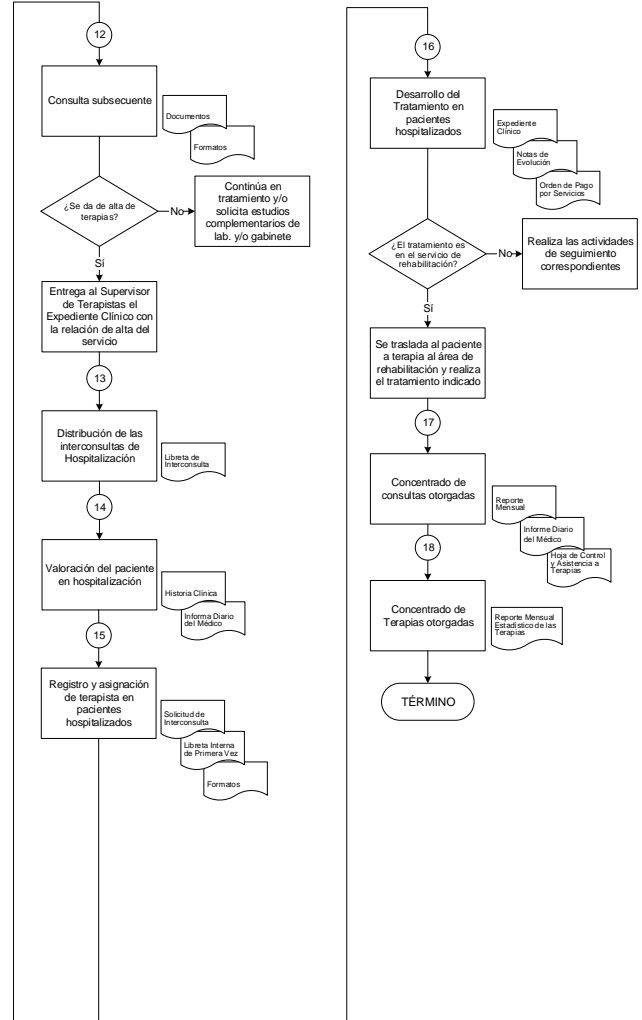 12
Consulta subsecuente
Documentos
Formatos
¿Se da de alta de
terapias?
No
Continúa en
tratamiento y/o
solicita estudios
complementarios de
lab. y/o gabinete
Sí
Entrega al Supervisor
de Terapistas el
Expediente Clínico con
la relación de alta del
servicio
13
Distribución de las
interconsultas de
Hospitalización
Libreta de
Interconsulta
14
Valoración del paciente
en hospitalización
Historia Clínica
Informa Diario
del Médico
15
Registro y asignación
de terapista en
pacientes
hospitalizados
Solicitud de
Interconsulta
Libreta Interna
de Primera Vez
Formatos
16
Desarrollo del
Tratamiento en
pacientes
hospitalizados
Expediente
Clínico
Notas de
Evolución
Orden de Pago
por Servicios
¿El tratamiento es
en el servicio de
rehabilitación?
No
Realiza las actividades
de seguimiento
correspondientes
Sí
Se traslada al paciente
a terapia al área de
rehabilitación y realiza
el tratamiento indicado
17
Concentrado de
consultas otorgadas
Reporte
Mensual
Informe Diario
del Médico
Hoja de Control
y Asistencia a
Terapias
18
Concentrado de
Terapias otorgadas
Reporte Mensual
Estadístico de las
Terapias
TÉRMINO